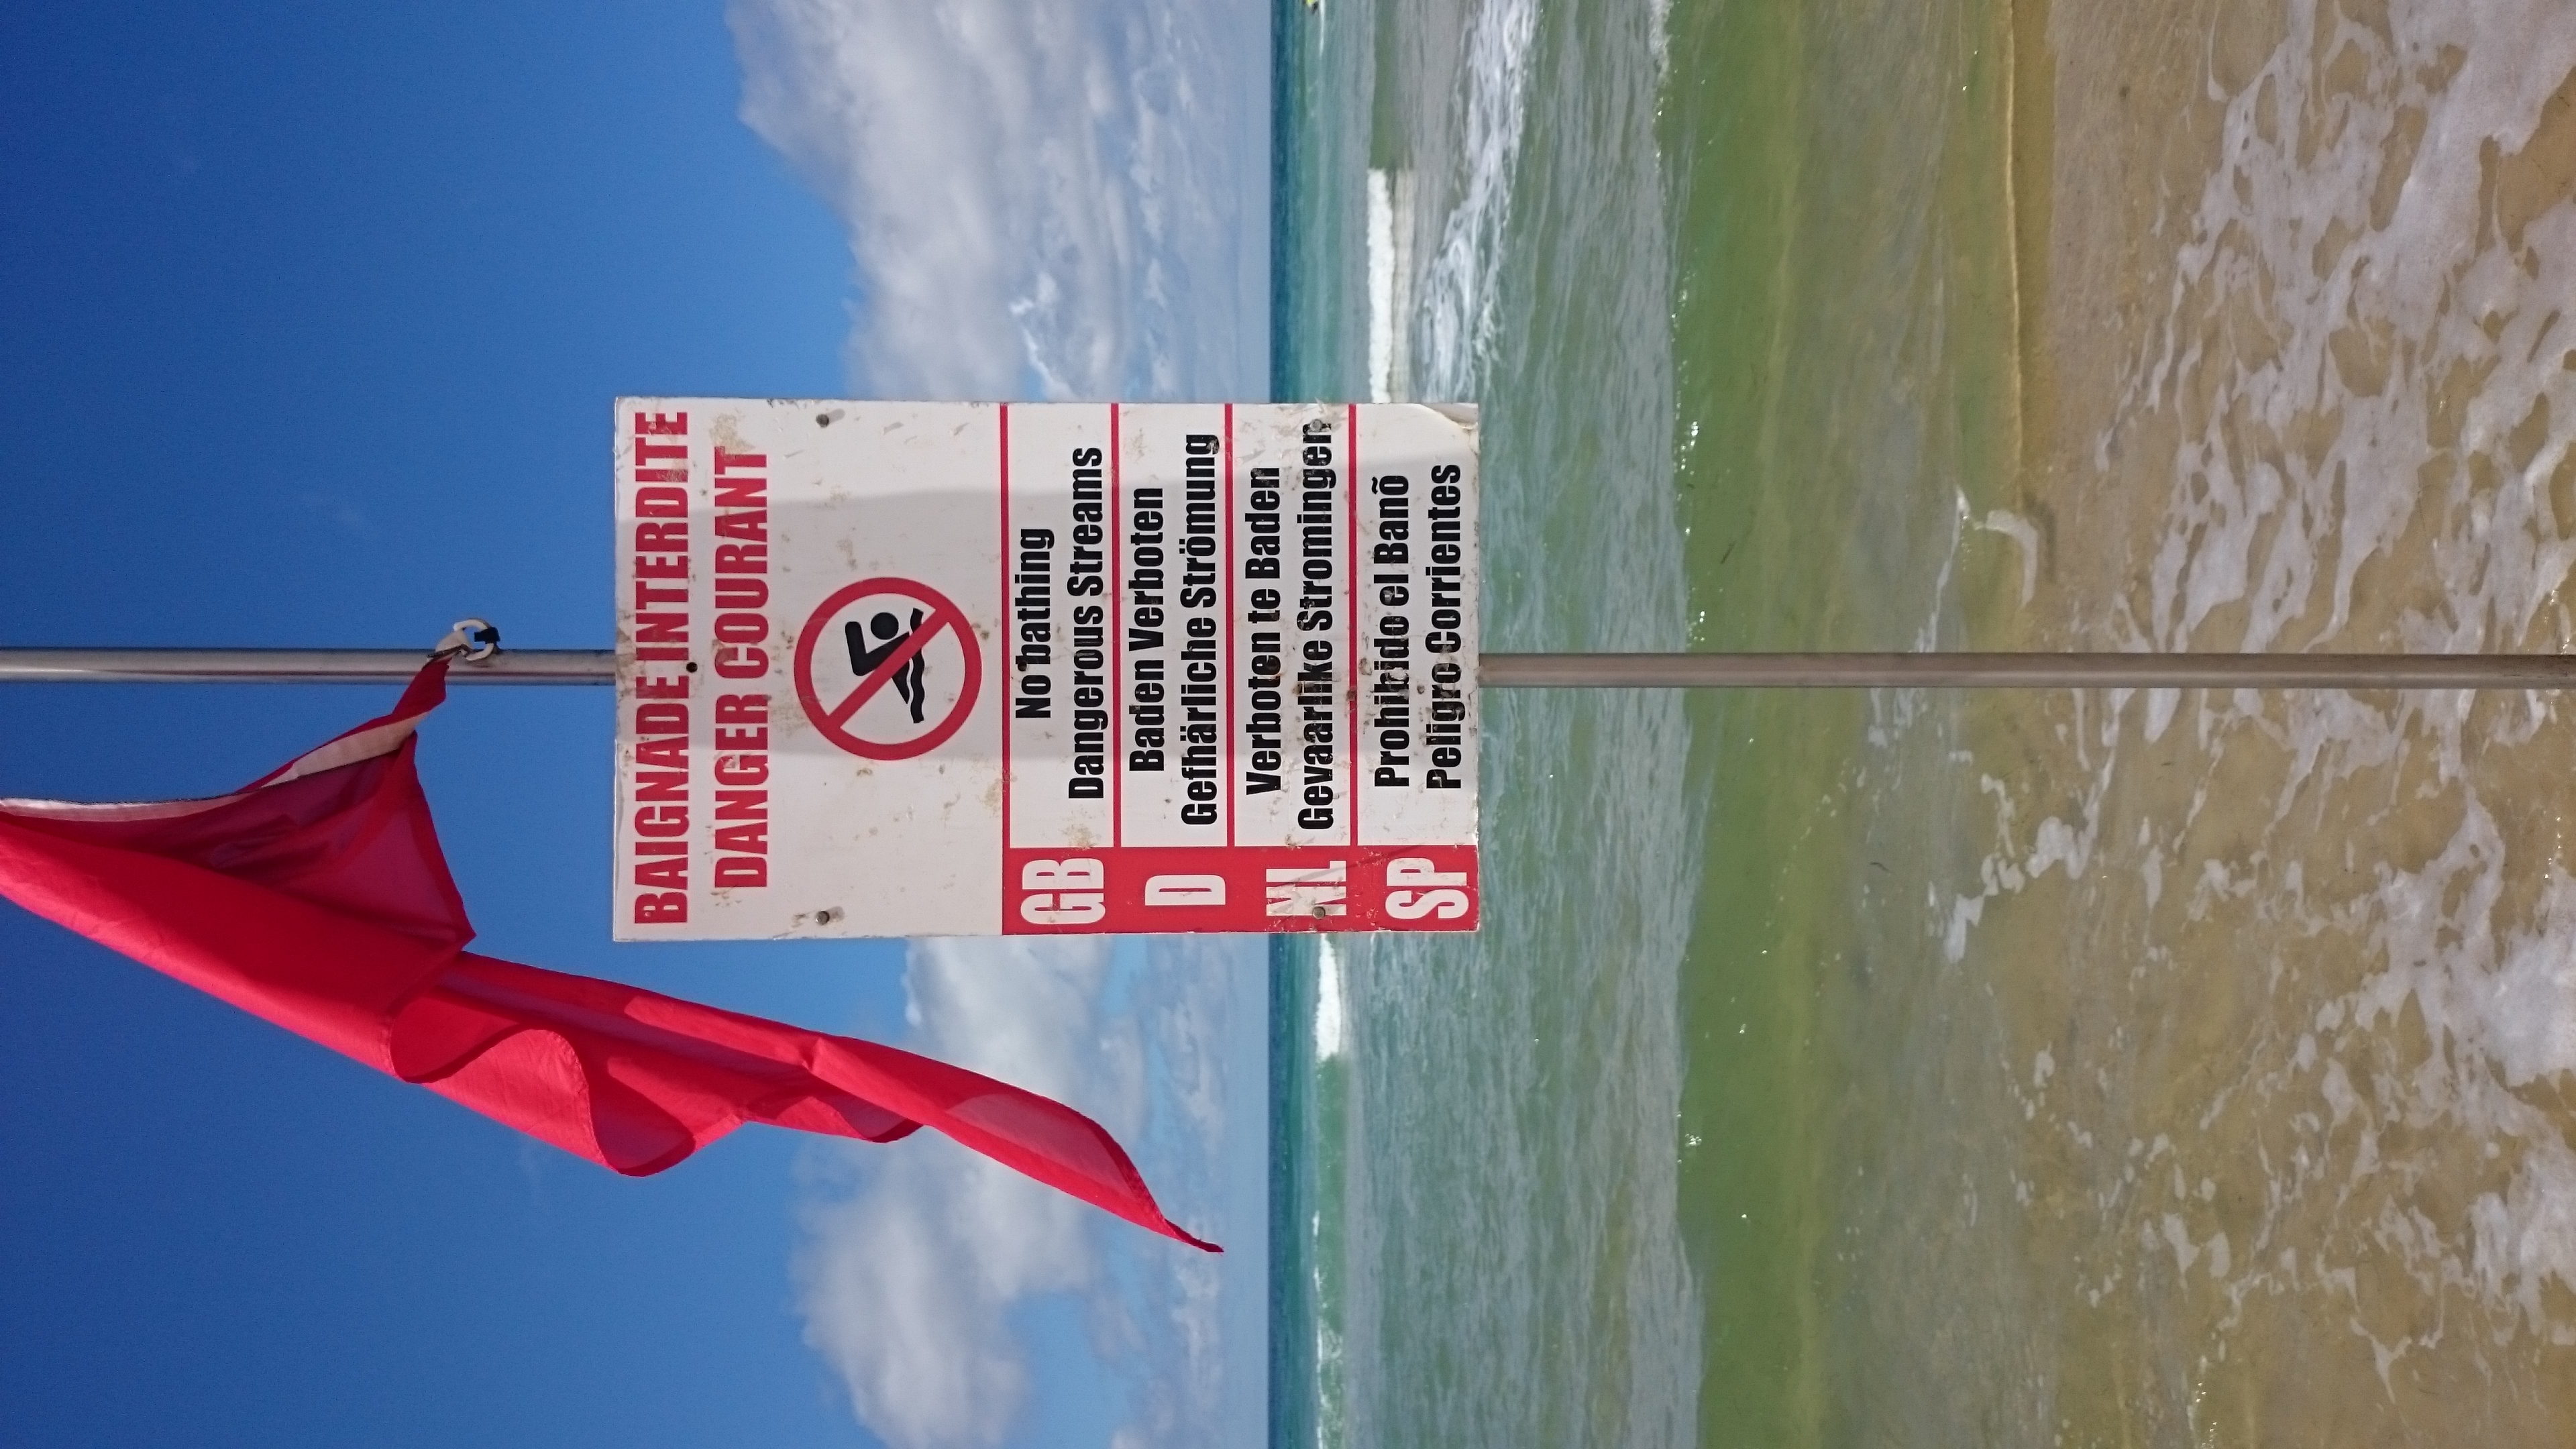 BAIGNADE INTERDITE
DANGER COURANT
GB
No bathing
Dangerous Streams
D
Baden Verboten
Gefhärliche Strömung
NL
Verboten te Baden
Gevaarlike Stromingen
SP
Prohibido el Banõ
Peligro Corrientes